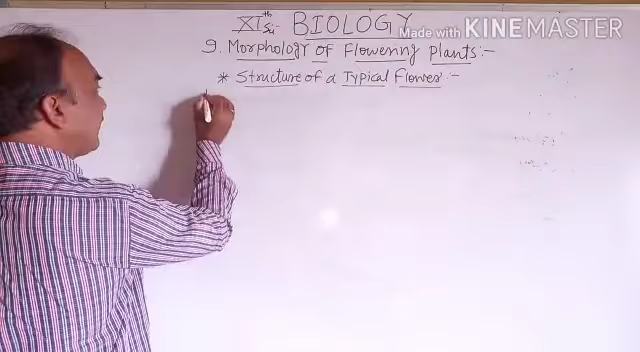 XIth Sci:- BIOLOGY
Made with KINEMASTER
9. Morphology of Flowering Plants:-
* Structure of a Typical Flower:-